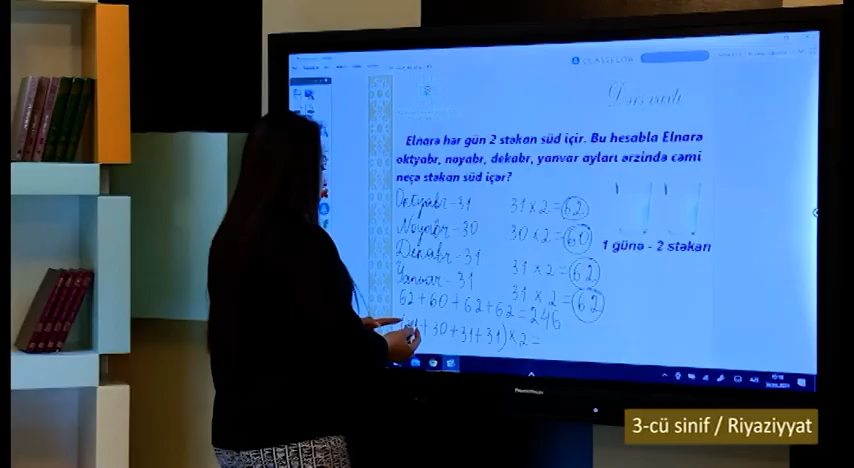 CLASSFLOW
Dərs vaxtı
Elnarə hər gün 2 stəkan süd içir. Bu hesabla Elnarə
oktyabr, noyabr, dekabr, yanvar ayları ərzində cəmi
neçə stəkan süd içər?
Oktyabr - 31 31 × 2 = 62
Noyabr - 30 30 × 2 = 60
1 günə - 2 stəkan
Dekabr - 31 31 × 2 = 62
Yanvar - 31 31 × 2 = 62
62 + 60 + 62 + 62 = 246
+ 30 + 31 + 31) × 2 =
3-cü sinif / Riyaziyyat